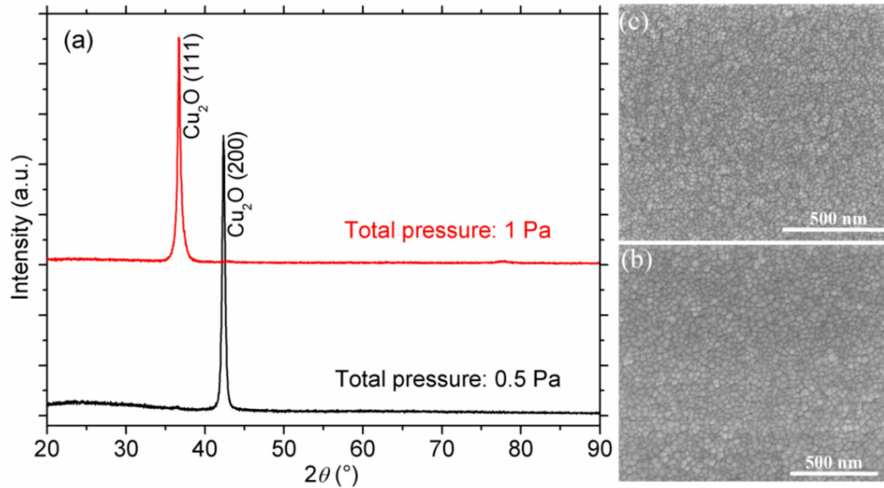 (a)
Cu2O (111)
Cu2O (200)
Total pressure: 1 Pa
Total pressure: 0.5 Pa
Intensity (a.u.)
20 30 40 50 60 70 80 90
2θ (°)
(c)
500 nm
(b)
500 nm